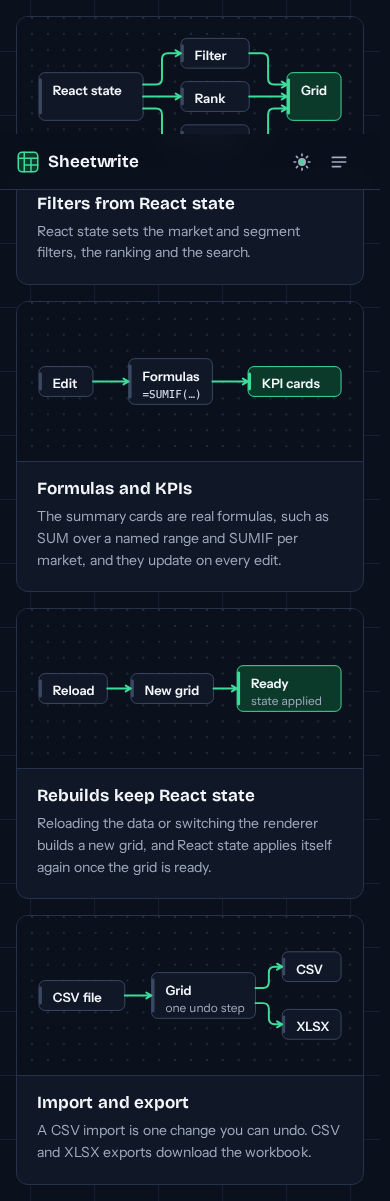 Filter
React state
Grid
Rank
Sheetwrite
Filters from React state
React state sets the market and segment
filters, the ranking and the search.
Edit
Formulas
=SUMIF(…)
KPI cards
Formulas and KPIs
The summary cards are real formulas, such as
SUM over a named range and SUMIF per
market, and they update on every edit.
Reload
New grid
Ready
state applied
Rebuilds keep React state
Reloading the data or switching the renderer
builds a new grid, and React state applies itself
again once the grid is ready.
CSV file
Grid
one undo step
CSV
XLSX
Import and export
A CSV import is one change you can undo. CSV
and XLSX exports download the workbook.